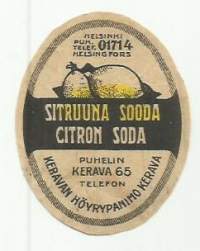 HELSINKI
PUH. 01714
TELEF.
HELSINGFORS
SITRUUNA SOODA
CITRON SODA
PUHELIN
KERAVA 65
TELEFON
KERAVAN HÖYRYPANIMO KERAVA